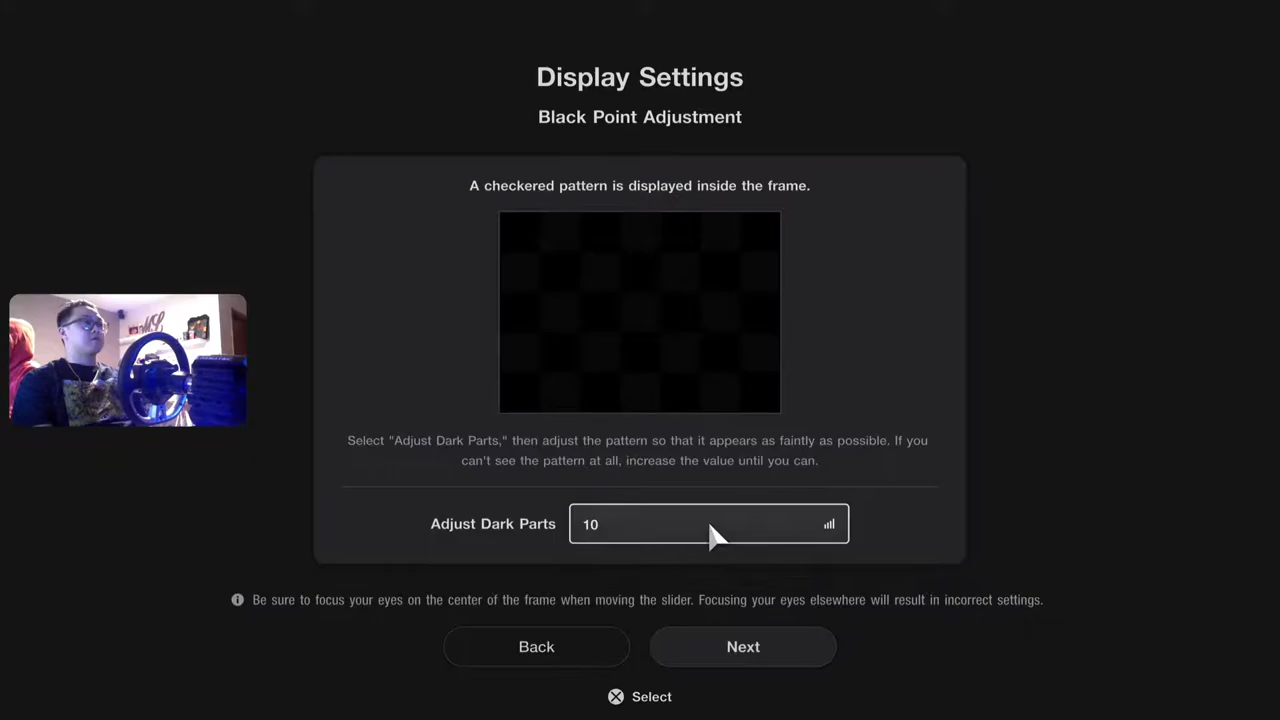 Display Settings
Black Point Adjustment
A checkered pattern is displayed inside the frame.
Select "Adjust Dark Parts," then adjust the pattern so that it appears as faintly as possible. If you
can't see the pattern at all, increase the value until you can.
Adjust Dark Parts 10
Be sure to focus your eyes on the center of the frame when moving the slider. Focusing your eyes elsewhere will result in incorrect settings.
Back Next
Select